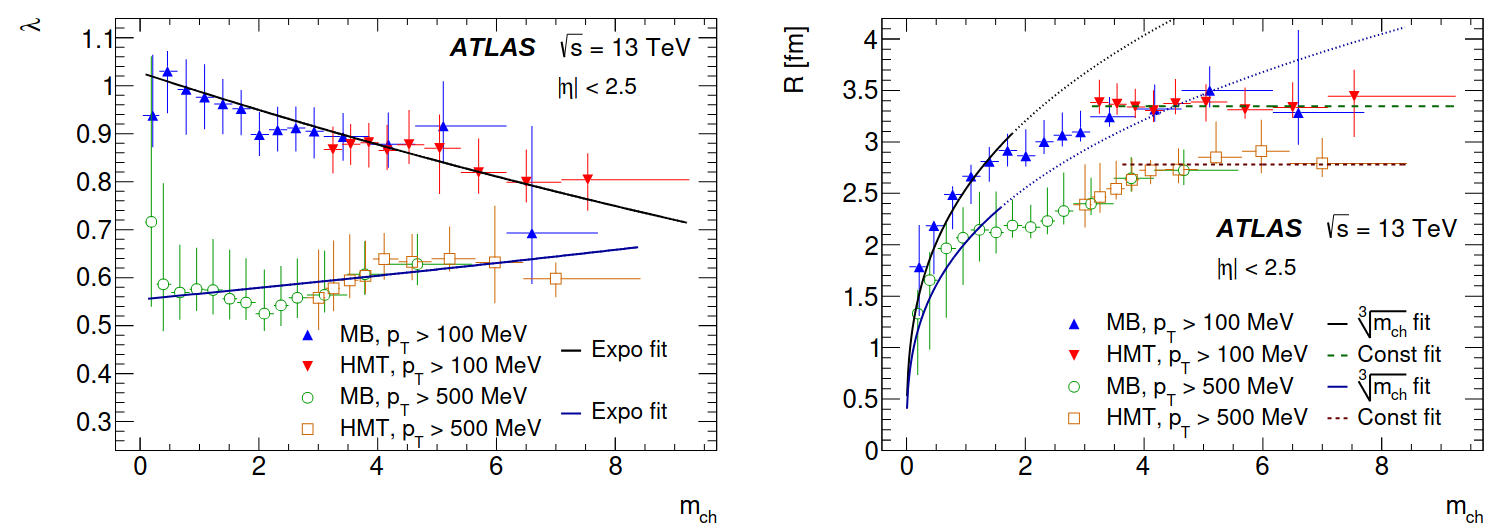 λ
1.1
1
0.9
0.8
0.7
0.6
0.5
0.4
0.3
ATLAS √s = 13 TeV
|η| < 2.5
MB, p_T > 100 MeV
HMT, p_T > 100 MeV
MB, p_T > 500 MeV
HMT, p_T > 500 MeV
Expo fit
Expo fit
0 2 4 6 8
m_ch
R [fm]
4
3.5
3
2.5
2
1.5
1
0.5
0
ATLAS √s = 13 TeV
|η| < 2.5
MB, p_T > 100 MeV
HMT, p_T > 100 MeV
MB, p_T > 500 MeV
HMT, p_T > 500 MeV
∛m_ch fit
Const fit
∛m_ch fit
Const fit
0 2 4 6 8
m_ch